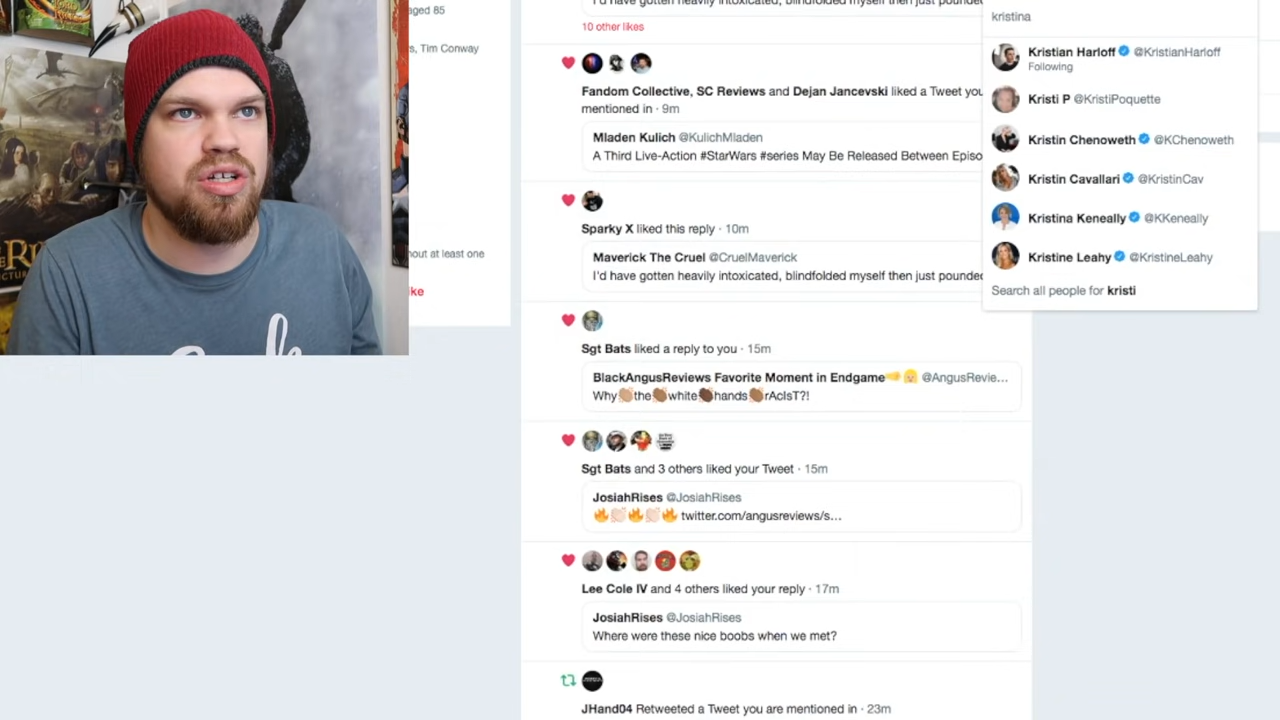 aged 85
s, Tim Conway
hout at least one
ke
I'd have gotten heavily intoxicated, blindfolded myself then just pounded
10 other likes
Fandom Collective, SC Reviews and Dejan Jancevski liked a Tweet you
mentioned in · 9m
Mladen Kulich @KulichMladen
A Third Live-Action #StarWars #series May Be Released Between Episo
Sparky X liked this reply · 10m
Maverick The Cruel @CruelMaverick
I'd have gotten heavily intoxicated, blindfolded myself then just pounded
Sgt Bats liked a reply to you · 15m
BlackAngusReviews Favorite Moment in Endgame🤜👱🏼 @AngusRevie...
Why👏🏼the👏🏽white👏🏿hands👏🏾rAcIsT?!
Sgt Bats and 3 others liked your Tweet · 15m
JosiahRises @JosiahRises
🔥👏🏻🔥👏🏻🔥 twitter.com/angusreviews/s...
Lee Cole IV and 4 others liked your reply · 17m
JosiahRises @JosiahRises
Where were these nice boobs when we met?
JHand04 Retweeted a Tweet you are mentioned in · 23m
kristina
Kristian Harloff @KristianHarloff
Following
Kristi P @KristiPoquette
Kristin Chenoweth @KChenoweth
Kristin Cavallari @KristinCav
Kristina Keneally @KKeneally
Kristine Leahy @KristineLeahy
Search all people for kristi